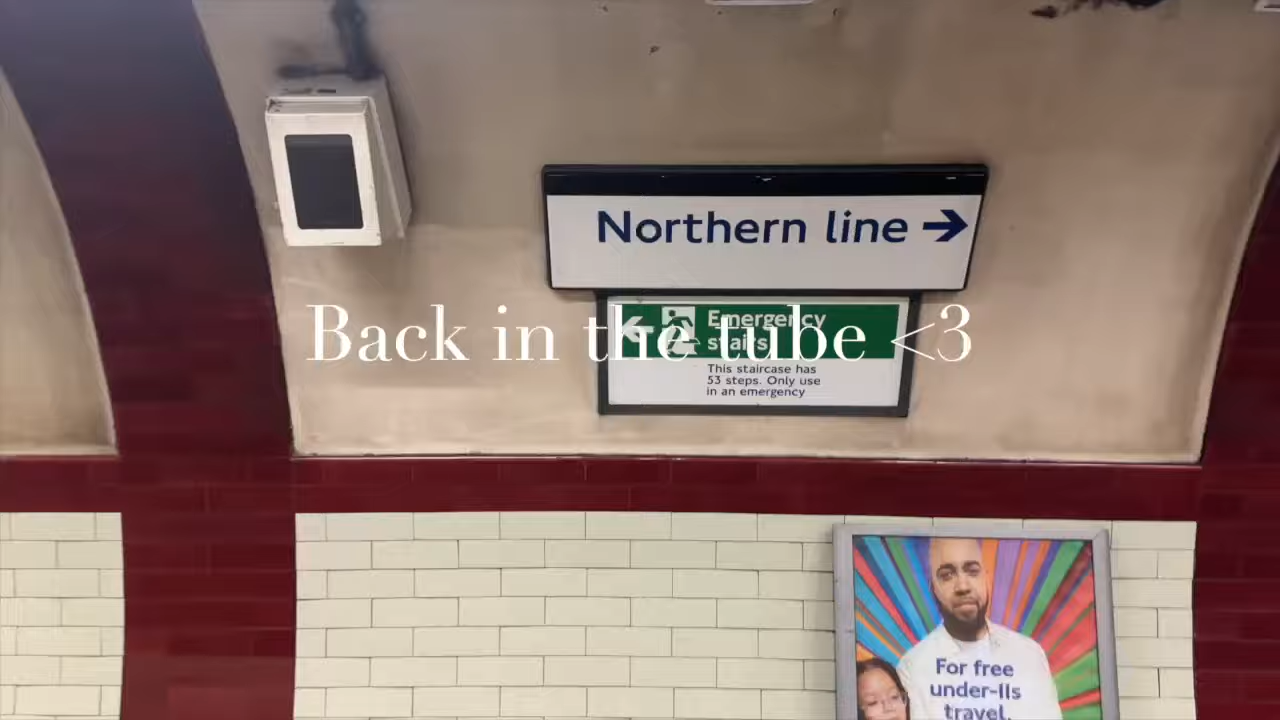 Northern line →
Back in the tube <3
Emergency
stairs
This staircase has
53 steps. Only use
in an emergency
For free
under-11s
travel,